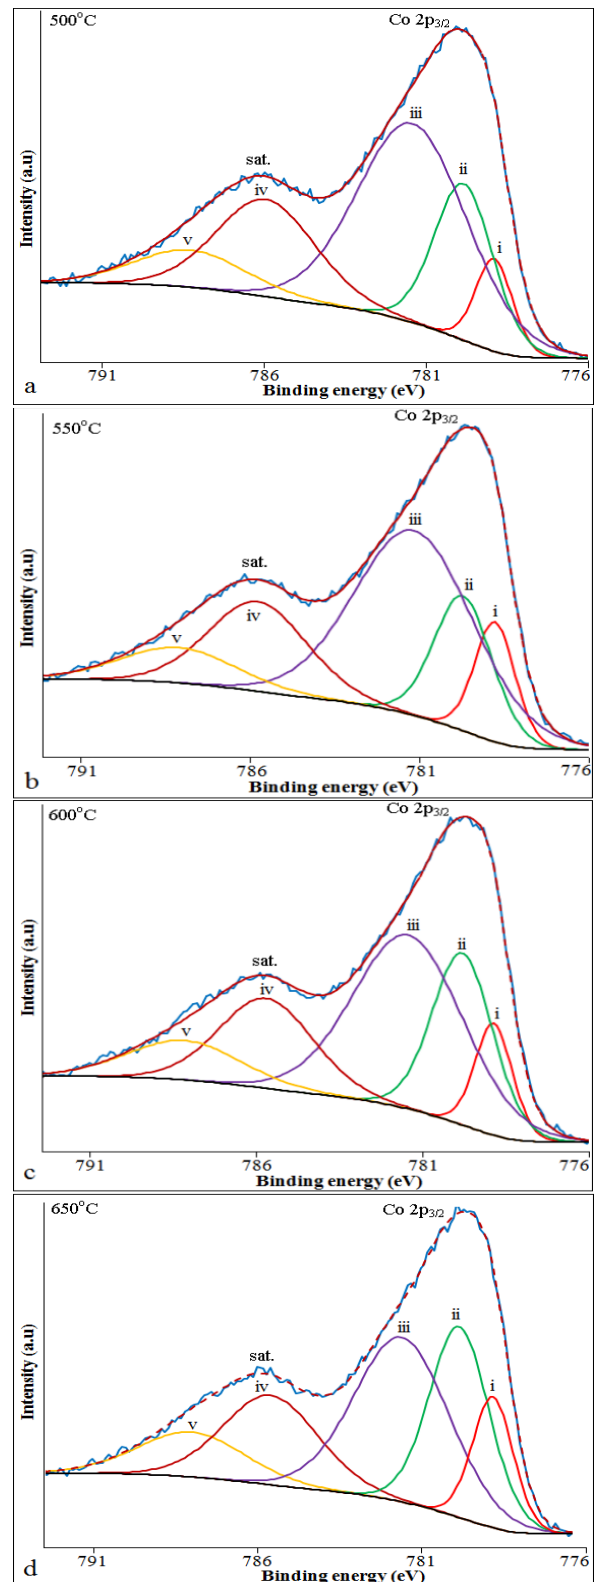 500°C
Co 2p3/2
iii
sat.
ii
iv
v
i
Intensity (a.u)
791 786 781 776
Binding energy (eV)
a
550°C
Co 2p3/2
iii
sat.
ii
iv
i
v
Intensity (a.u)
791 786 781 776
Binding energy (eV)
b
600°C
Co 2p3/2
iii
ii
sat.
iv
i
v
Intensity (a.u)
791 786 781 776
Binding energy (eV)
c
650°C
Co 2p3/2
ii
iii
sat.
iv
i
v
Intensity (a.u)
791 786 781 776
Binding energy (eV)
d